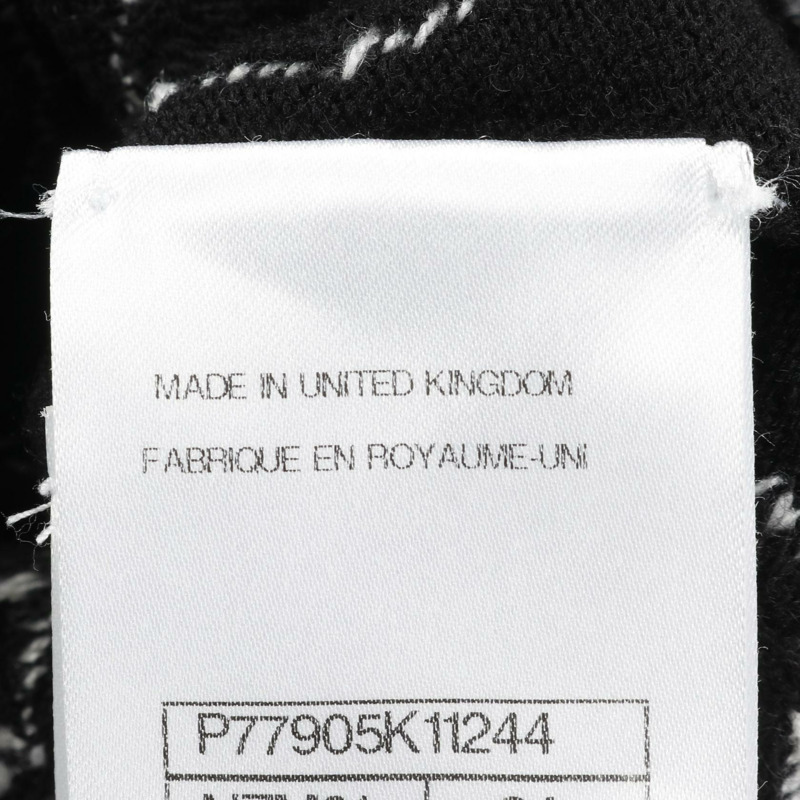 MADE IN UNITED KINGDOM
FABRIQUE EN ROYAUME-UNI
P77905K11244